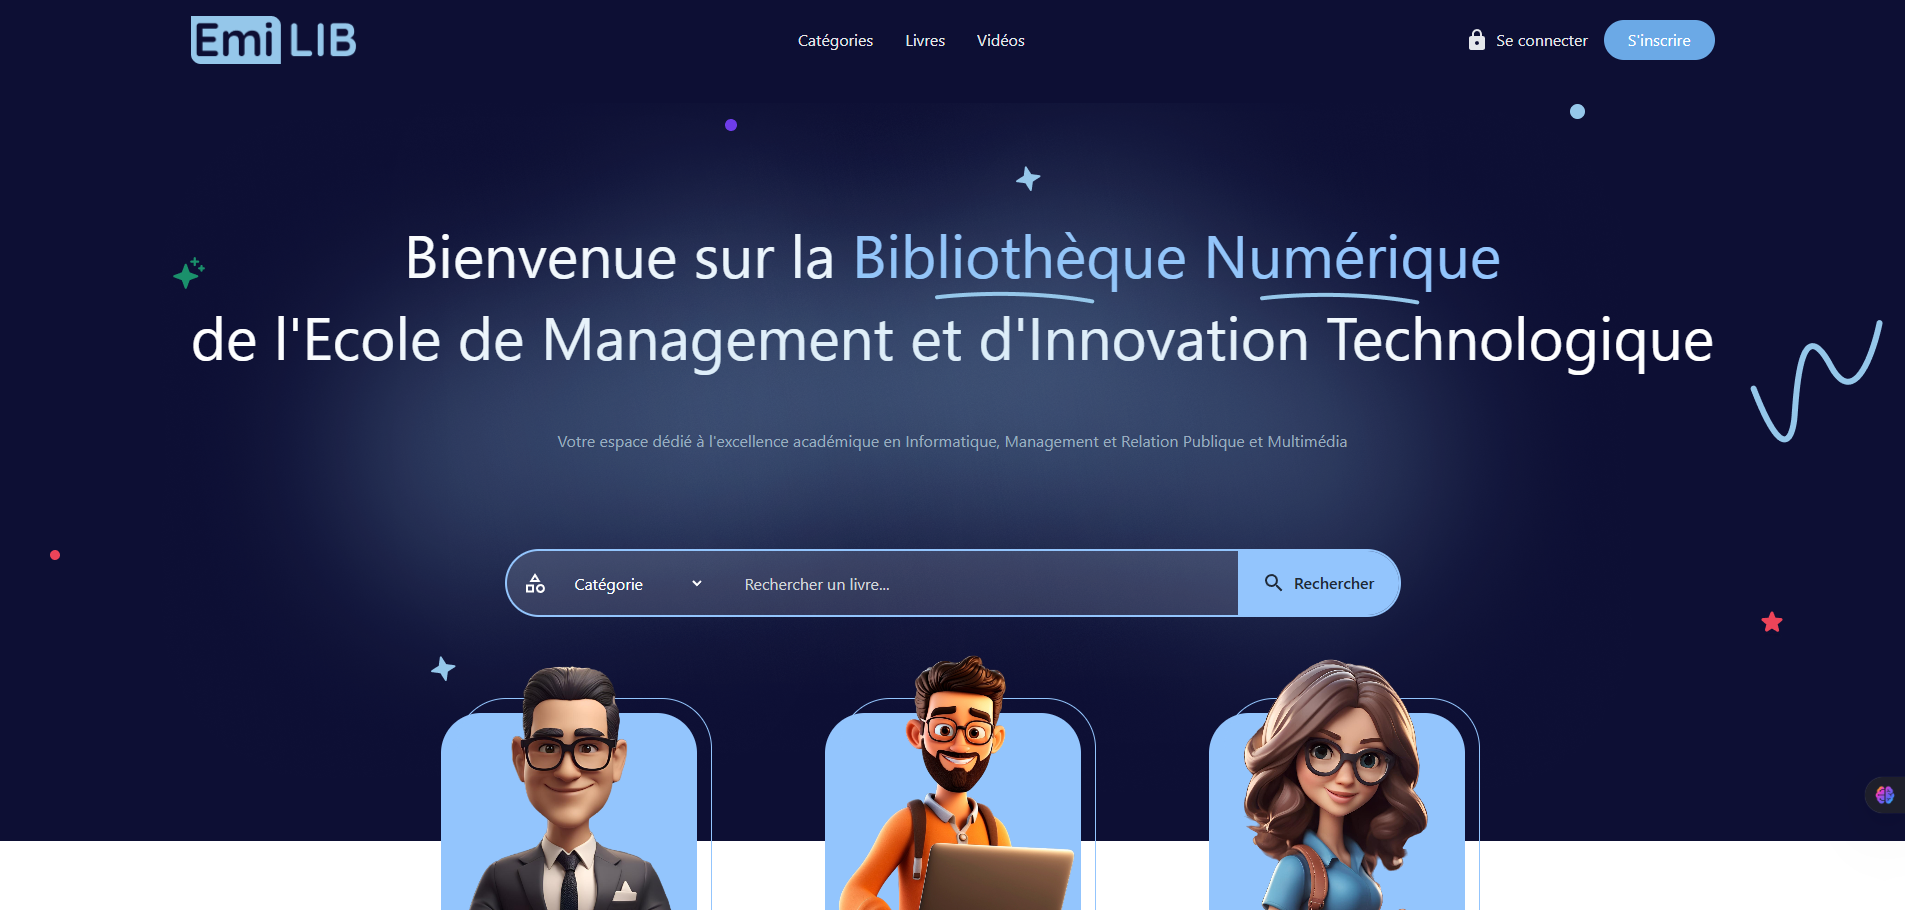 Emi LIB
Catégories
Livres
Vidéos
Se connecter
S'inscrire
Bienvenue sur la Bibliothèque Numérique
de l'Ecole de Management et d'Innovation Technologique
Votre espace dédié à l'excellence académique en Informatique, Management et Relation Publique et Multimédia
Catégorie
Rechercher un livre...
Rechercher